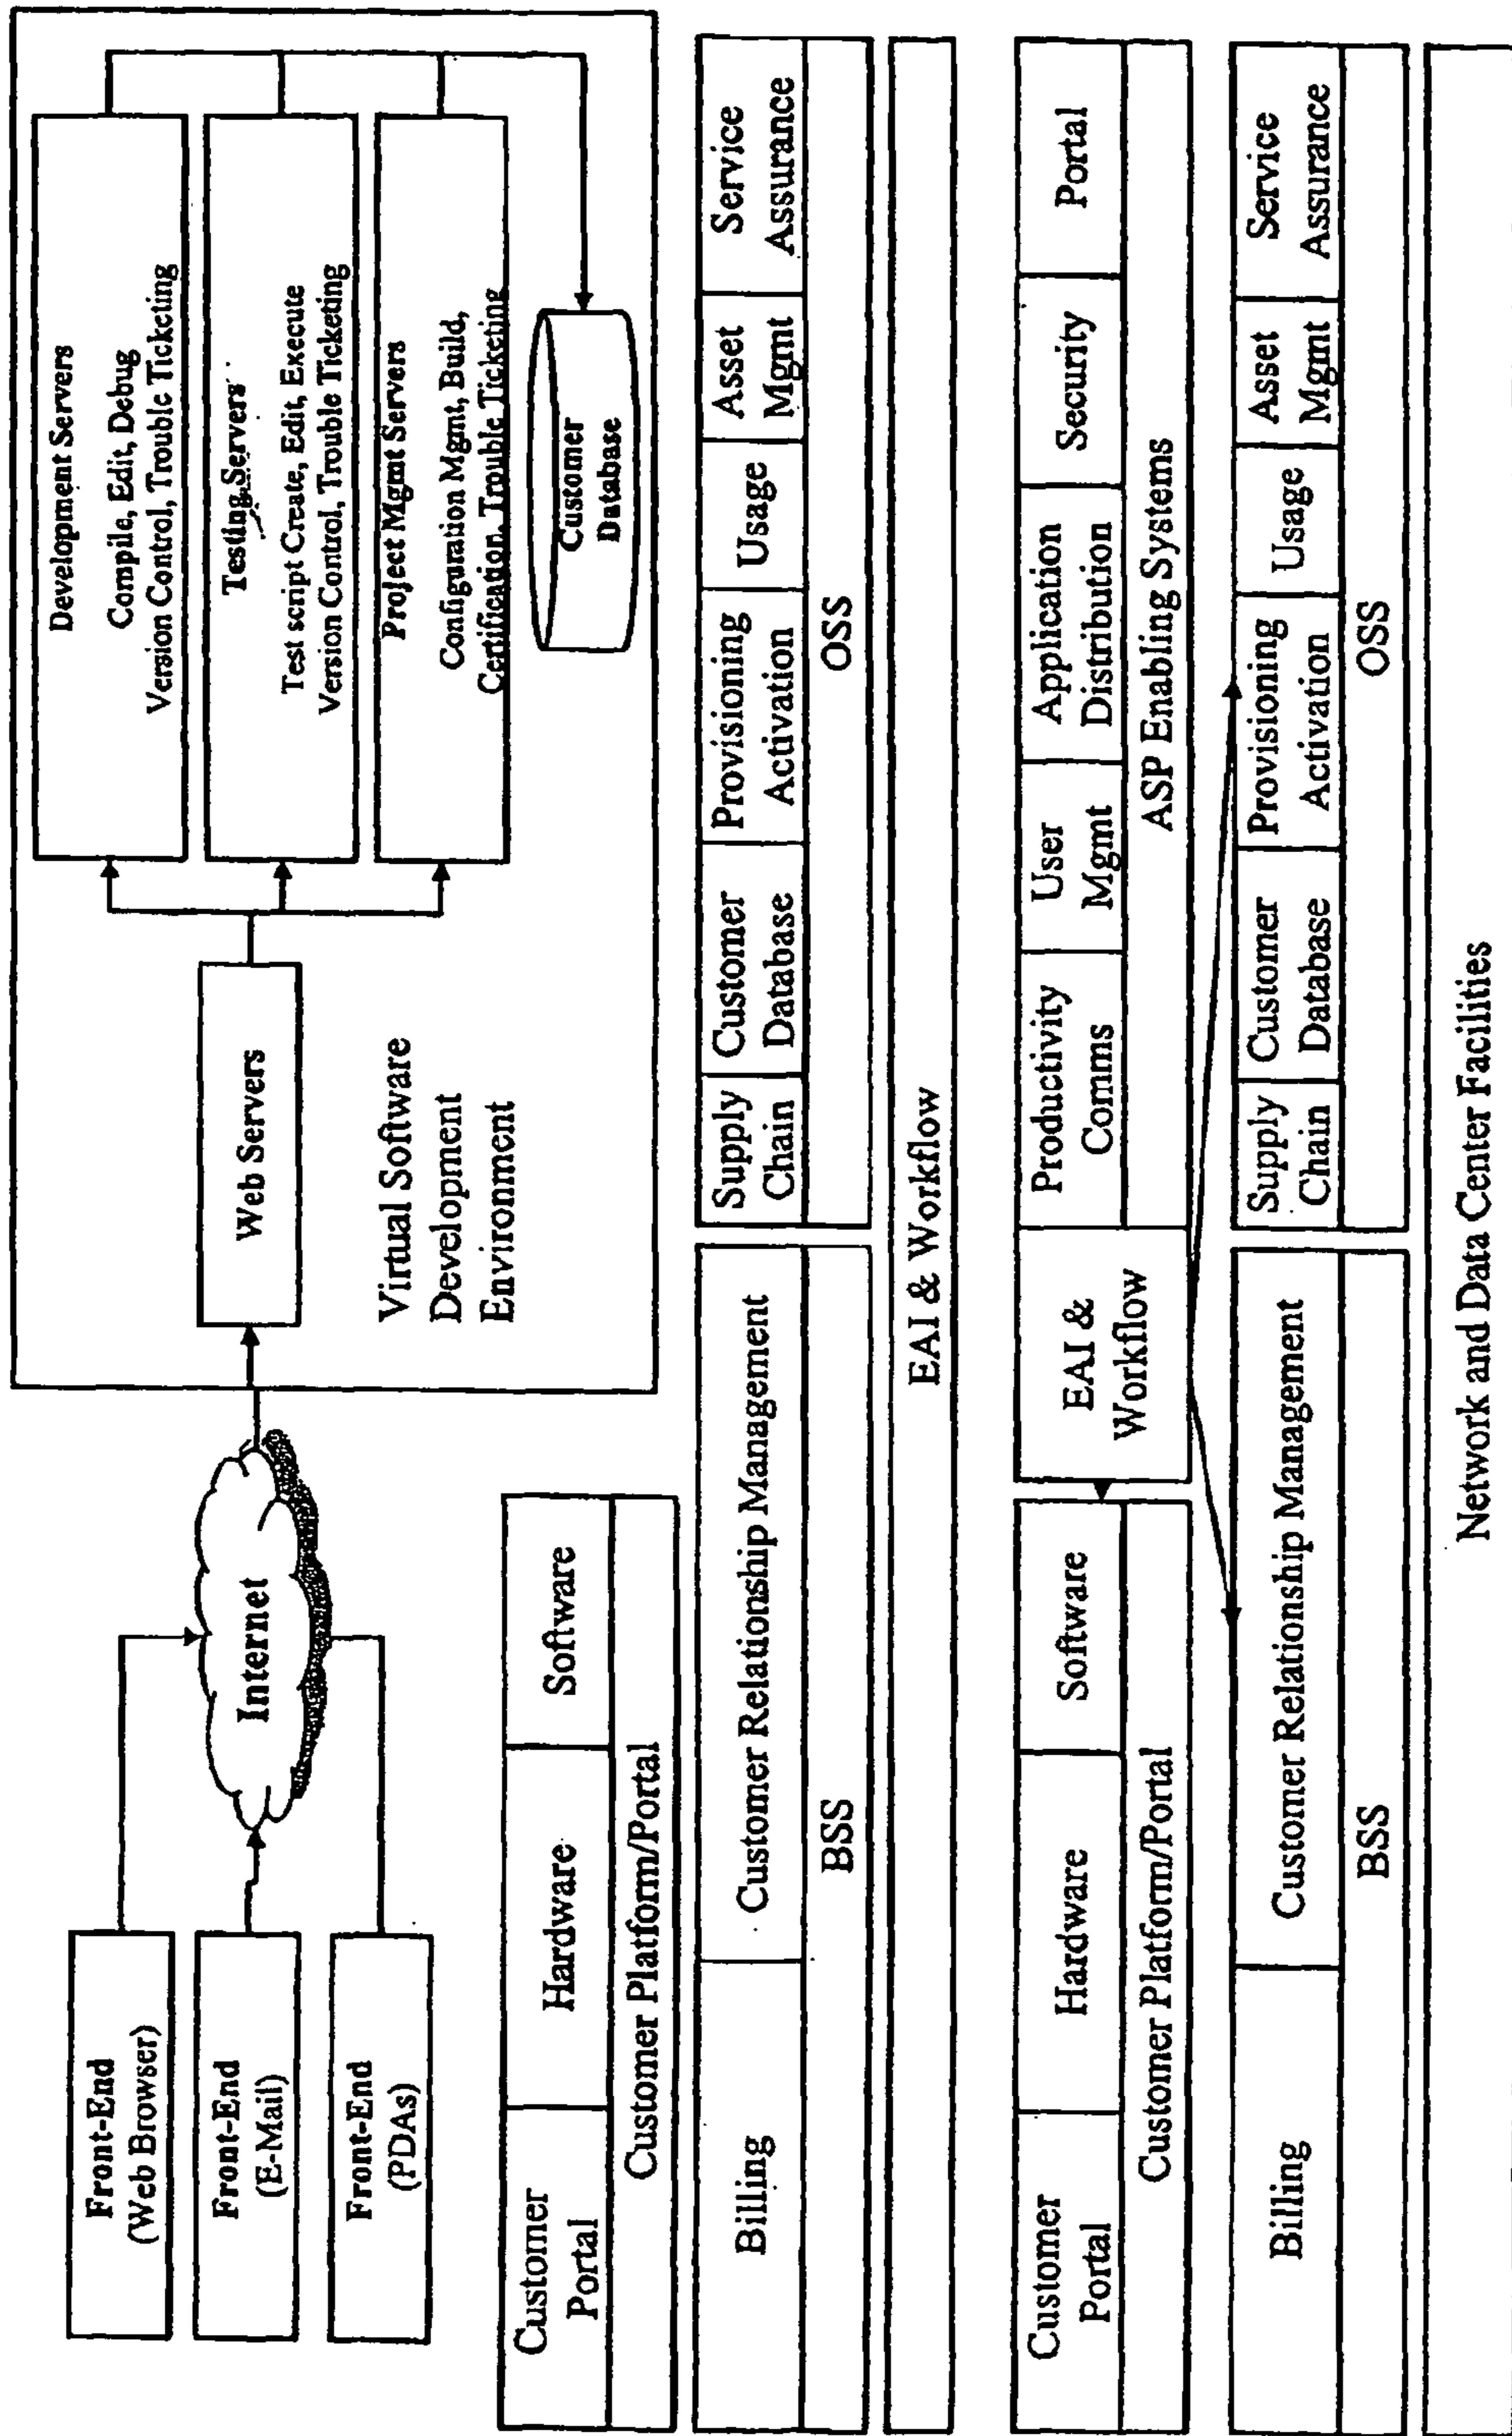 Front-End
(Web Browser)
Front-End
(E-Mail)
Front-End
(PDAs)
Internet
Web Servers
Virtual Software
Development
Environment
Development Servers
Compile, Edit, Debug
Version Control, Trouble Ticketing
Testing Servers
Test script Create, Edit, Execute
Version Control, Trouble Ticketing
Project Mgmt Servers
Configuration Mgmt, Build,
Certification, Trouble Ticketing
Customer
Database
Customer
Portal
Hardware
Software
Customer Platform/Portal
Billing
Customer Relationship Management
BSS
Supply
Chain
Customer
Database
Provisioning
Activation
Usage
Asset
Mgmt
Service
Assurance
OSS
EAI & Workflow
Customer
Portal
Hardware
Software
Customer Platform/Portal
EAI &
Workflow
Productivity
Comms
User
Mgmt
Application
Distribution
Security
Portal
ASP Enabling Systems
Billing
Customer Relationship Management
BSS
Supply
Chain
Customer
Database
Provisioning
Activation
Usage
Asset
Mgmt
Service
Assurance
OSS
Network and Data Center Facilities